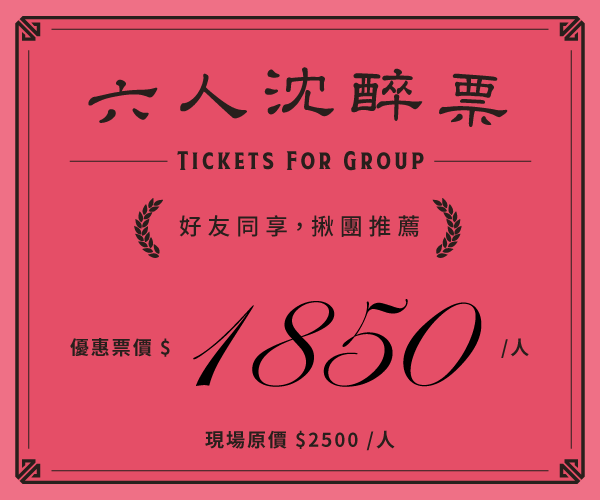 六人沈醉票
TICKETS FOR GROUP
好友同享，揪團推薦
優惠票價 $ 1850 /人
現場原價 $2500 /人